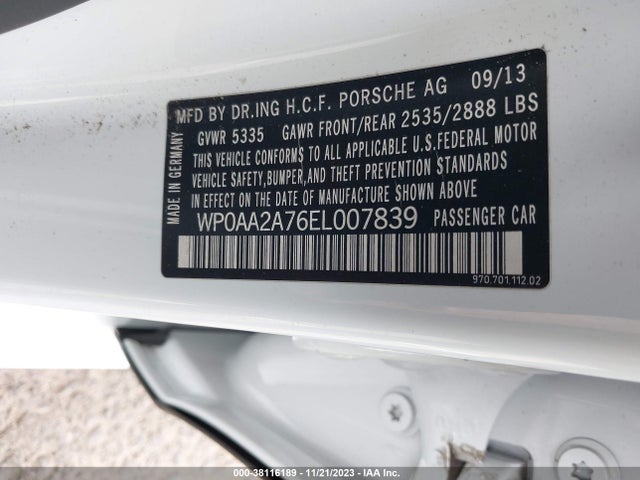 MFD BY DR.ING H.C.F. PORSCHE AG 09/13
GVWR 5335 GAWR FRONT/REAR 2535/2888 LBS
THIS VEHICLE CONFORMS TO ALL APPLICABLE U.S.FEDERAL MOTOR
VEHICLE SAFETY,BUMPER,AND THEFT PREVENTION STANDARDS
IN EFFECT ON THE DATE OF MANUFACTURE SHOWN ABOVE.
WP0AA2A76EL007839 PASSENGER CAR
MADE IN GERMANY
970.701.112.02
000-38116189 - 11/21/2023 - IAA Inc.